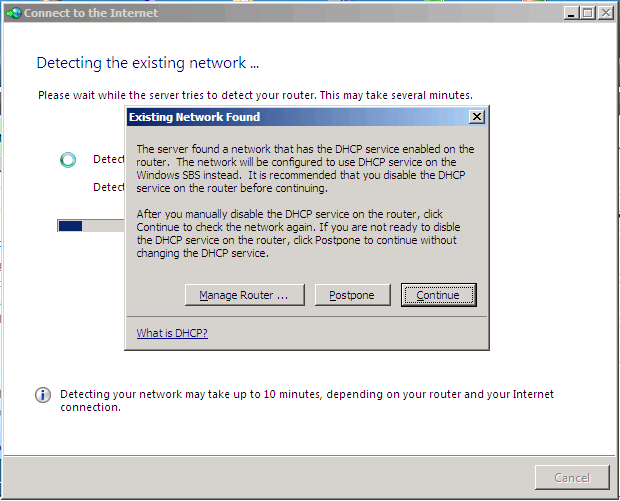 Connect to the Internet
Detecting the existing network ...
Please wait while the server tries to detect your router. This may take several minutes.
Existing Network Found
The server found a network that has the DHCP service enabled on the
router. The network will be configured to use DHCP service on the
Windows SBS instead. It is recommended that you disable the DHCP
service on the router before continuing.
After you manually disable the DHCP service on the router, click
Continue to check the network again. If you are not ready to disble
the DHCP service on the router, click Postpone to continue without
changing the DHCP service.
Manage Router ...
Postpone
Continue
What is DHCP?
Detecting your network may take up to 10 minutes, depending on your router and your Internet
connection.
Cancel